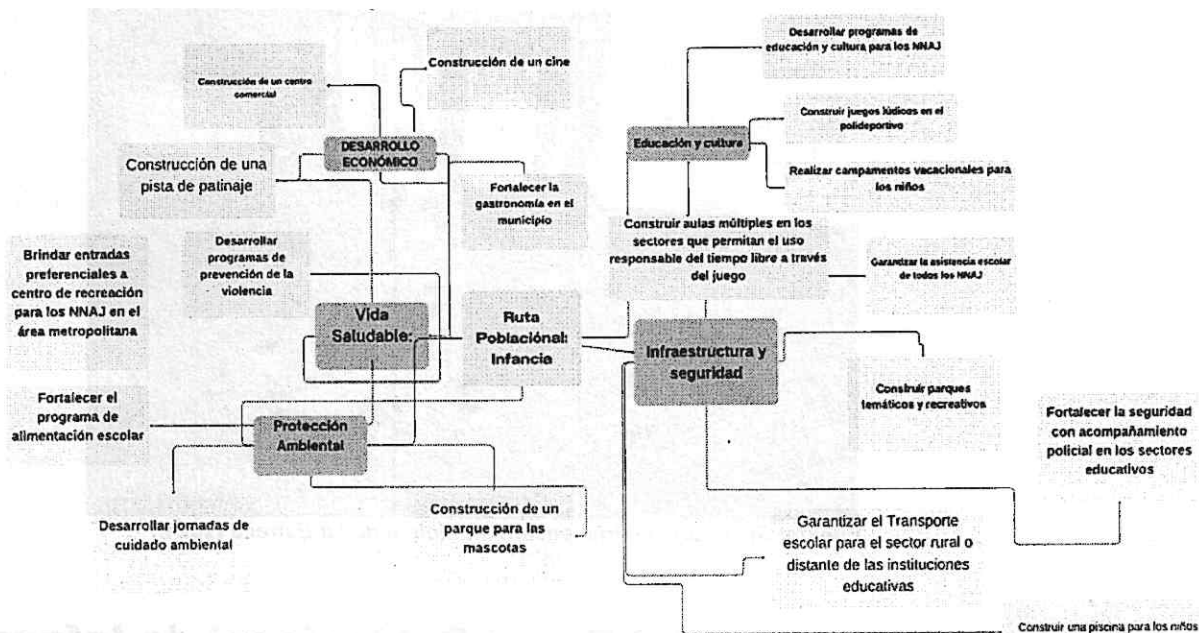 Desarrollar programas de
educación y cultura para los NNAJ
Construcción de un cine
Construcción de un centro
comercial
Construir juegos lúdicos en el
polideportivo
DESARROLLO
ECONÓMICO
Educación y cultura
Construcción de una
pista de patinaje
Realizar campamentos vacacionales para
los niños
Fortalecer la
gastronomía en el
municipio
Construir aulas múltiples en los
sectores que permitan el uso
responsable del tiempo libre a través
del juego
Brindar entradas
preferenciales a
centro de recreación
para los NNAJ en el
área metropolitana
Desarrollar
programas de
prevención de la
violencia
Garantizar la asistencia escolar
de todos los NNAJ
Vida
Saludable:
Ruta
Poblaciónal:
Infancia
Infraestructura y
seguridad
Fortalecer el
programa de
alimentación escolar
Construir parques
temáticos y recreativos
Fortalecer la seguridad
con acompañamiento
policial en los sectores
educativos
Protección
Ambiental
Desarrollar jornadas de
cuidado ambiental
Construcción de un
parque para las
mascotas
Garantizar el Transporte
escolar para el sector rural o
distante de las instituciones
educativas
Construir una piscina para los niños